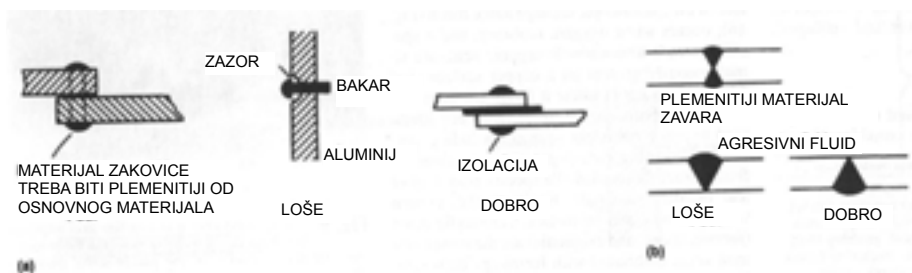 ZAZOR
BAKAR
ALUMINIJ
MATERIJAL ZAKOVICE
TREBA BITI PLEMENITIJI OD
OSNOVNOG MATERIJALA
LOŠE
IZOLACIJA
DOBRO
(a)
PLEMENITIJI MATERIJAL
ZAVARA
AGRESIVNI FLUID
LOŠE
DOBRO
(b)